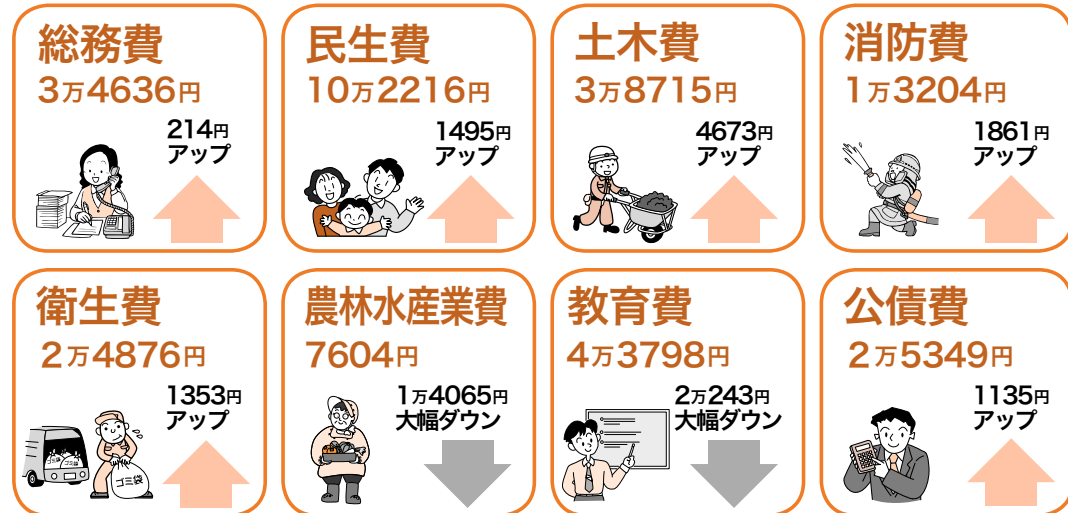 総務費
3万4636円
214円
アップ
民生費
10万2216円
1495円
アップ
土木費
3万8715円
4673円
アップ
消防費
1万3204円
1861円
アップ
衛生費
2万4876円
1353円
アップ
ゴミ袋
ゴミ袋
ゴミ袋
農林水産業費
7604円
1万4065円
大幅ダウン
教育費
4万3798円
2万243円
大幅ダウン
公債費
2万5349円
1135円
アップ